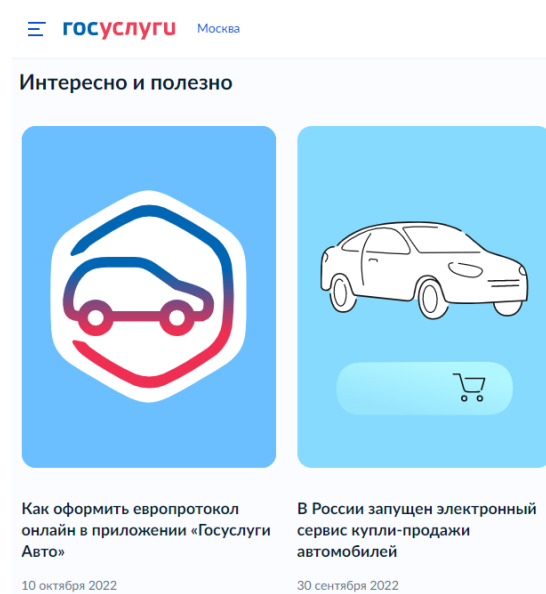 госуслуги Москва
Интересно и полезно
Как оформить европротокол
онлайн в приложении «Госуслуги
Авто»
10 октября 2022
В России запущен электронный
сервис купли-продажи
автомобилей
30 сентября 2022